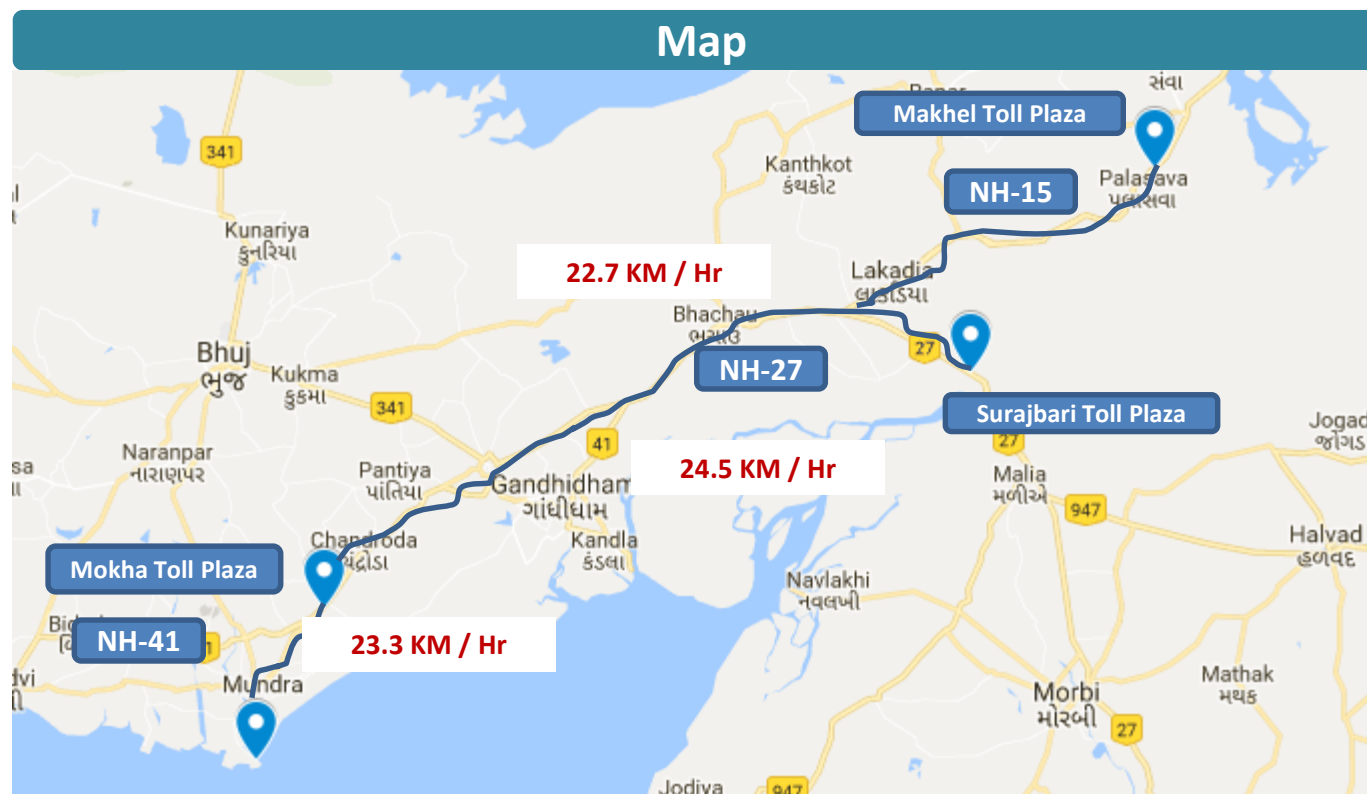 Map
સંવા
Makhel Toll Plaza
341
Kanthkot
કંથકોટ
Palasava
પલાસવા
NH-15
Kunariya
કુનરિયા
22.7 KM / Hr
Lakadia
લાકડિયા
Bhachau
ભચાઉ
27
Bhuj
ભુજ
Kukma
કુકમા
NH-27
341
Surajbari Toll Plaza
Jogad
જોગડ
41
27
Naranpar
નારાણપર
Pantiya
પાંતિયા
24.5 KM / Hr
Malia
મળીએ
Gandhidham
ગાંધીધામ
947
Chandroda
ચંદ્રોડા
Kandla
કંડલા
Halvad
હળવદ
Mokha Toll Plaza
Navlakhi
નવલખી
NH-41
23.3 KM / Hr
Mundra
Mathak
મથક
Morbi
મોરબી
27
Jodiya
947